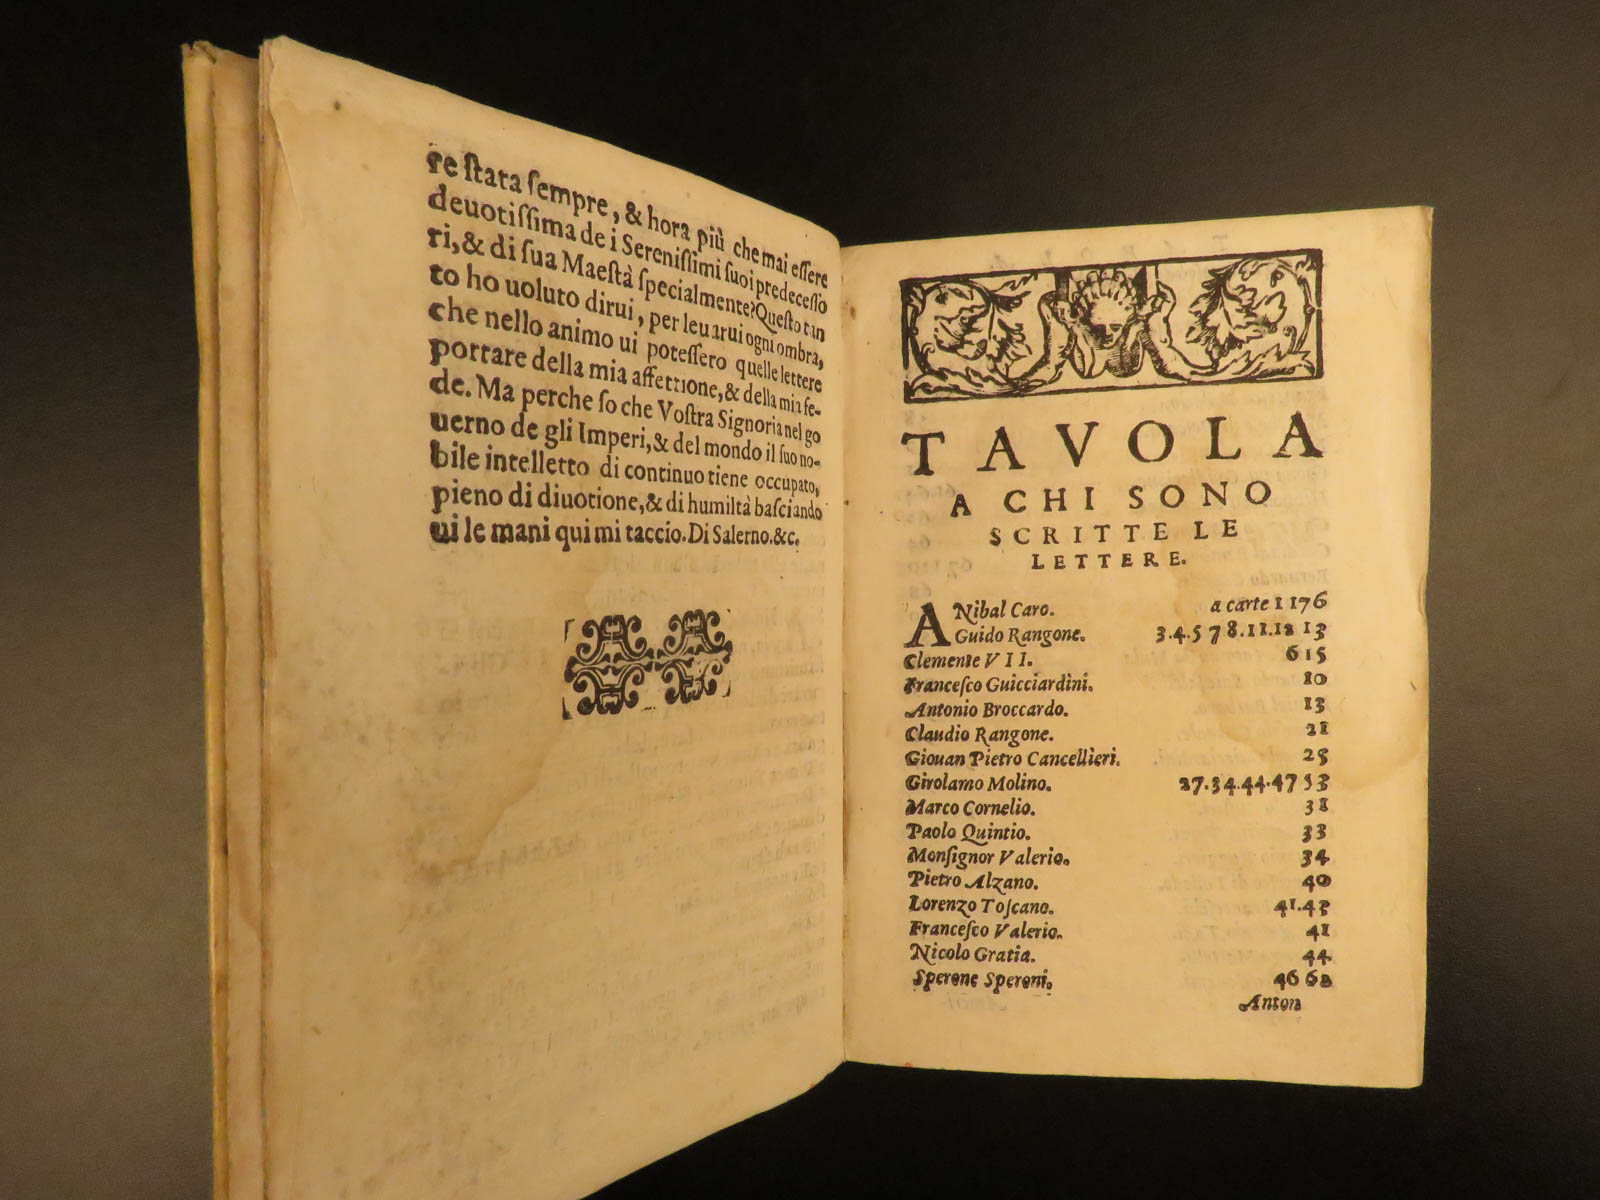 re ſtata ſempre, & hora più che mai eſſere
deuotiſſima de i Sereniſſimi ſuoi predeceſſo
ri, & di ſua Maeſtà ſpecialmente? Queſto tan
to ho uoluto dirui, per leuarui ogni ombra,
che nello animo ui poteſſero quelle lettere
portare della mia affettione, & della mia fe-
de. Ma perche ſo che Voſtra Signoria nel go
uerno de gli Imperi, & del mondo il ſuo no-
bile intelletto di continuo tiene occupato,
pieno di diuotione, & di humiltà baſciando
ui le mani qui mi taccio. Di Salerno. &c.
TAVOLA
A CHI SONO
SCRITTE LE
LETTERE.
ANibal Caro. a carte 1 176
Guido Rangone. 3.4.5 7 8.11.12 13
Clemente VII. 6 15
Franceſco Guicciardini. 10
Antonio Broccardo. 13
Claudio Rangone. 21
Giouan Pietro Cancellieri. 25
Girolamo Molino. 27.34.44.47 53
Marco Cornelio. 31
Paolo Quintio. 33
Monſignor Valerio. 34
Pietro Alzano. 40
Lorenzo Toſcano. 41.43
Franceſco Valerio. 41
Nicolo Gratia. 44
Sperone Speroni. 46 62
Anton